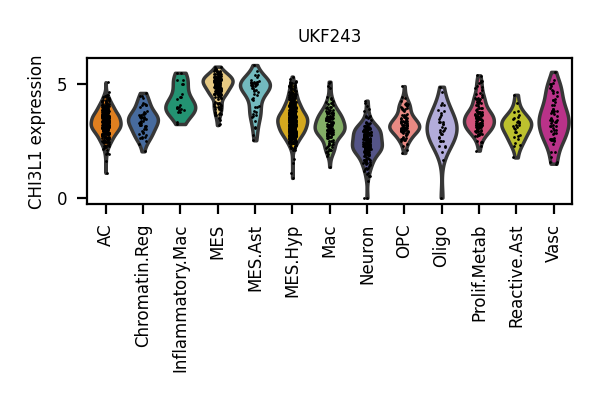 UKF243
CHI3L1 expression
5
0
AC
Chromatin.Reg
Inflammatory.Mac
MES
MES.Ast
MES.Hyp
Mac
Neuron
OPC
Oligo
Prolif.Metab
Reactive.Ast
Vasc